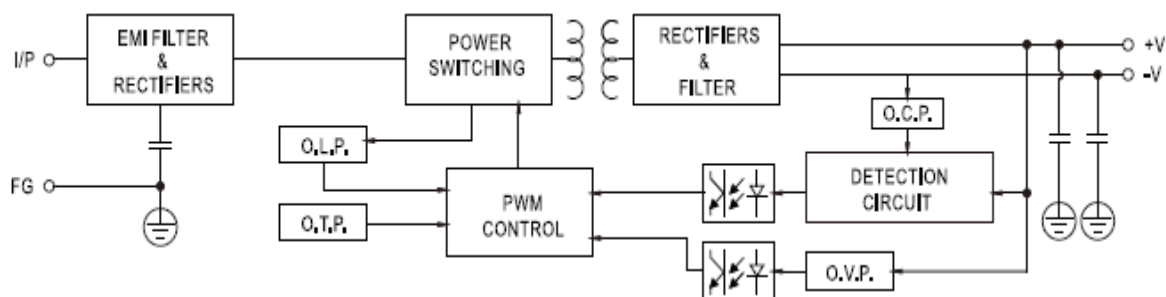 I/P
EMI FILTER
&
RECTIFIERS
POWER
SWITCHING
RECTIFIERS
&
FILTER
+V
-V
O.C.P.
O.L.P.
FG
PWM
CONTROL
DETECTION
CIRCUIT
O.T.P.
O.V.P.